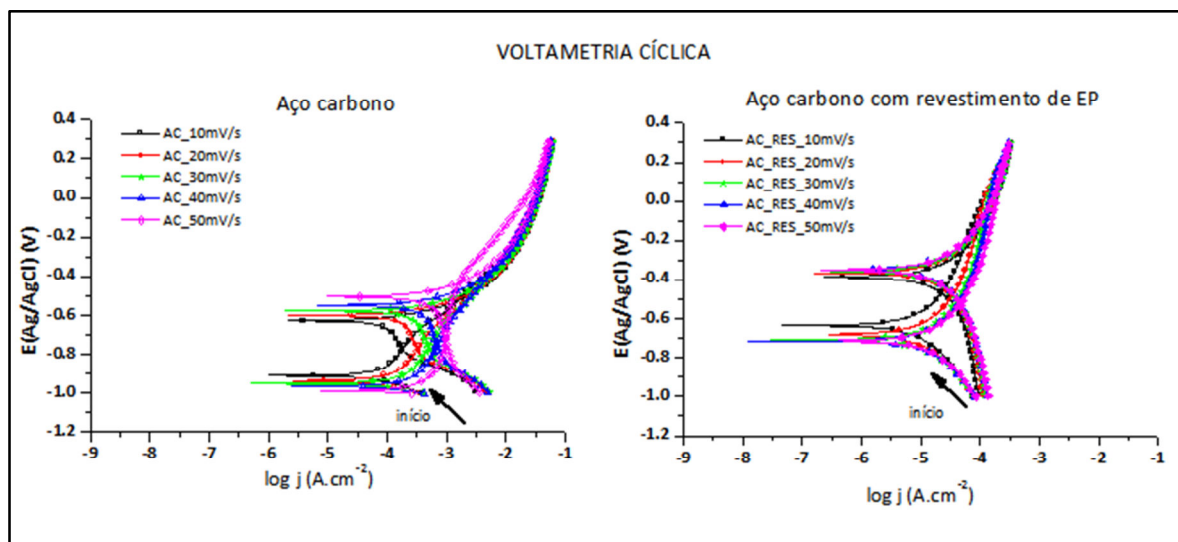 VOLTAMETRIA CÍCLICA
Aço carbono
AC_10mV/s
AC_20mV/s
AC_30mV/s
AC_40mV/s
AC_50mV/s
0.4
0.2
0.0
-0.2
-0.4
-0.6
-0.8
-1.0
-1.2
E(Ag/AgCl) (V)
início
-9 -8 -7 -6 -5 -4 -3 -2 -1
log j (A.cm⁻²)
Aço carbono com revestimento de EP
AC_RES_10mV/s
AC_RES_20mV/s
AC_RES_30mV/s
AC_RES_40mV/s
AC_RES_50mV/s
0.4
0.2
0.0
-0.2
-0.4
-0.6
-0.8
-1.0
-1.2
E(Ag/AgCl) (V)
início
-9 -8 -7 -6 -5 -4 -3 -2 -1
log j (A.cm⁻²)